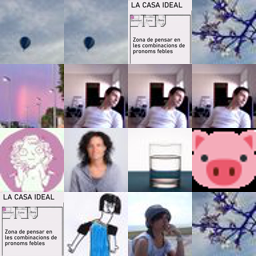 LA CASA IDEAL
Zona de pensar en
les combinacions de
pronoms febles
LA CASA IDEAL
Zona de pensar en
les combinacions de
pronoms febles